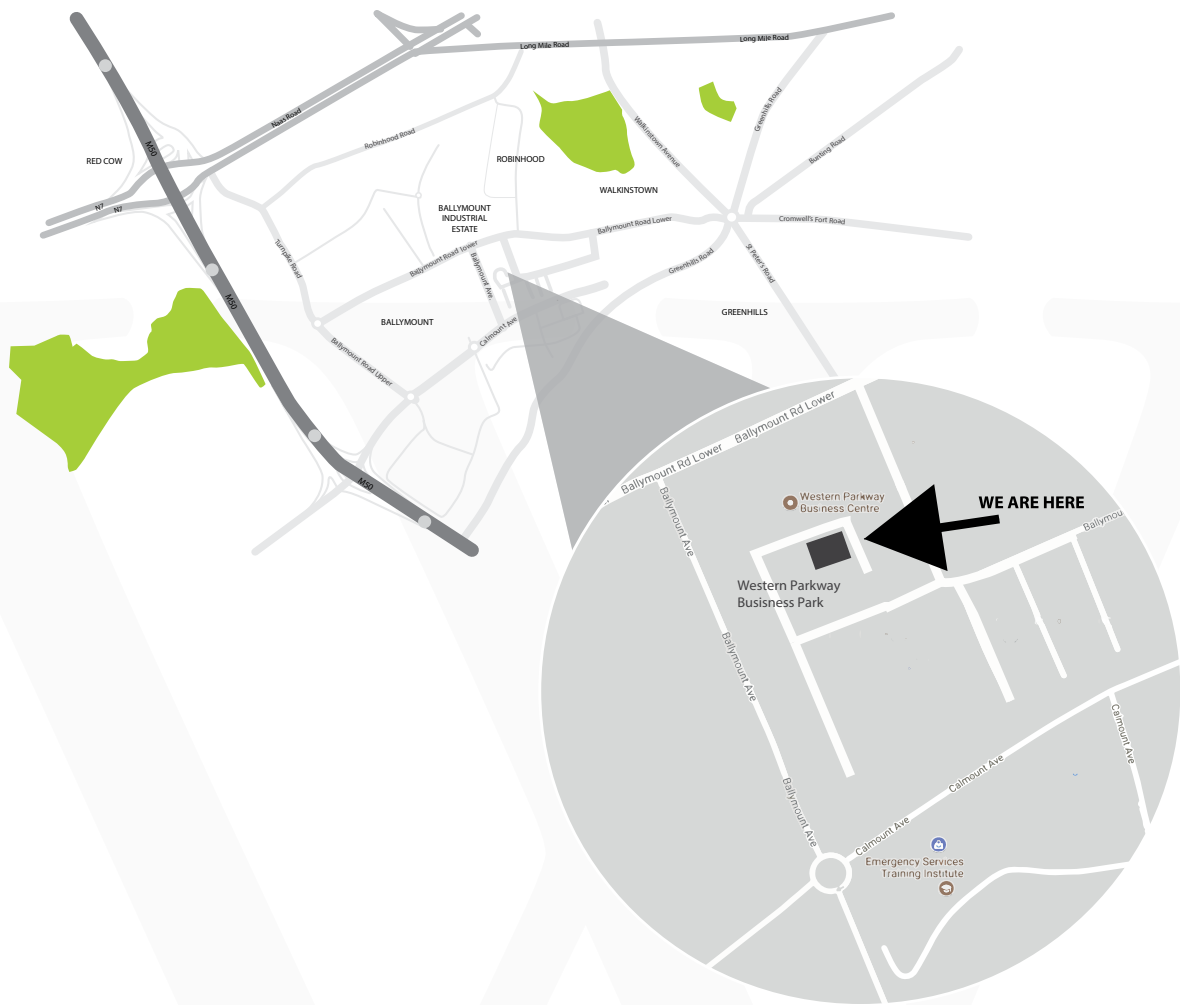 Long Mile Road
Long Mile Road
Naas Road
Greenhills Road
Walkinstown Avenue
Robinhood Road
Bunting Road
M50
RED COW
ROBINHOOD
WALKINSTOWN
N7
N7
BALLYMOUNT
INDUSTRIAL
ESTATE
Ballymount Road Lower
Cromwell's Fort Road
Turnpike Road
Ballymount Road lower
Ballymount Ave.
Greenhills Road
St Peter's Road
M50
BALLYMOUNT
GREENHILLS
Calmount Ave
Ballymount Road Upper
M50
Ballymount Rd Lower
Ballymount Rd Lower
Ballymount Ave
Western Parkway
Business Centre
WE ARE HERE
Ballymou
Western Parkway
Busisness Park
Ballymount Ave
Calmount Ave
Calmount Ave
Ballymount Ave
Calmount Ave
Emergency Services
Training Institute